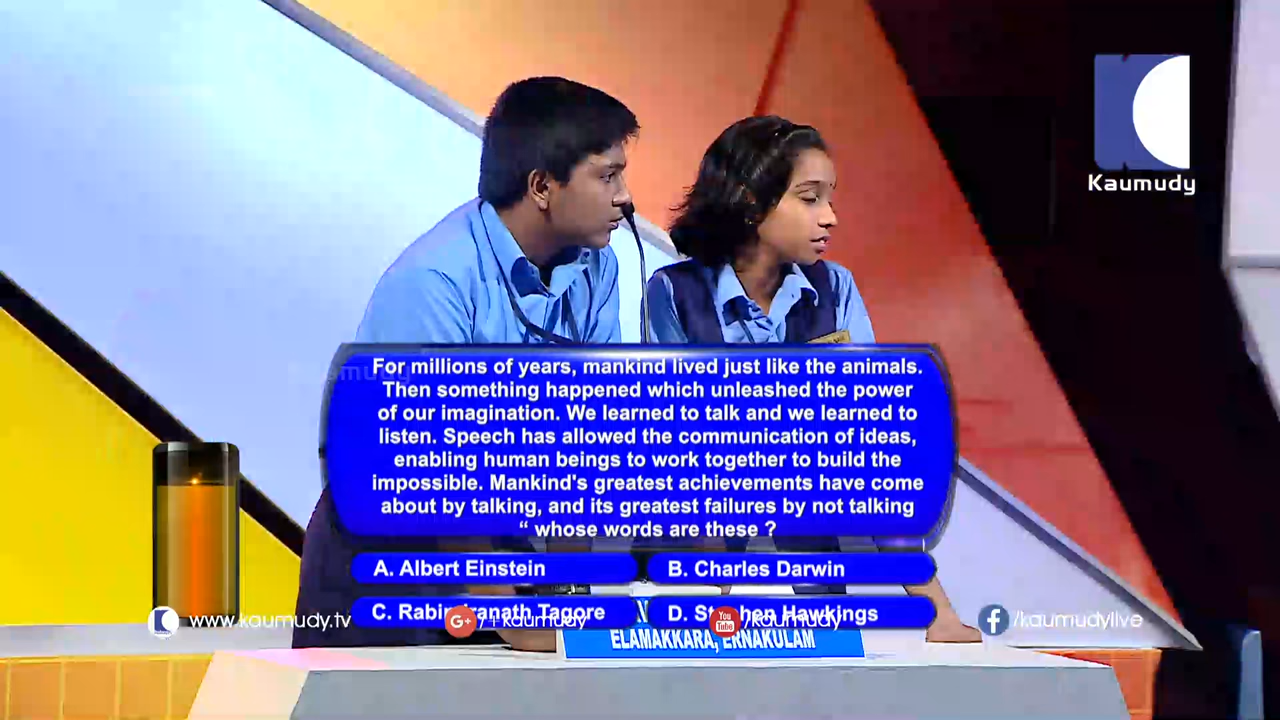 Kaumudy
For millions of years, mankind lived just like the animals.
Then something happened which unleashed the power
of our imagination. We learned to talk and we learned to
listen. Speech has allowed the communication of ideas,
enabling human beings to work together to build the
impossible. Mankind's greatest achievements have come
about by talking, and its greatest failures by not talking
“ whose words are these ?
A. Albert Einstein
B. Charles Darwin
C. Rabindranath Tagore
D. Stephen Hawkings
www.kaumudy.tv
G+ /+kaumudy
You Tube /kaumudy
f /kaumudylive
ELAMAKKARA, ERNAKULAM